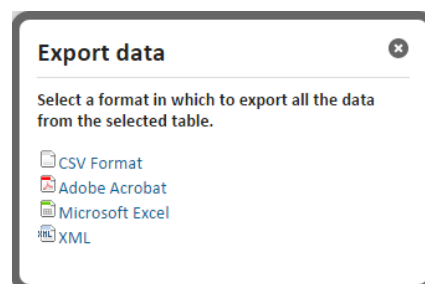 Export data
Select a format in which to export all the data
from the selected table.
CSV Format
Adobe Acrobat
Microsoft Excel
XML